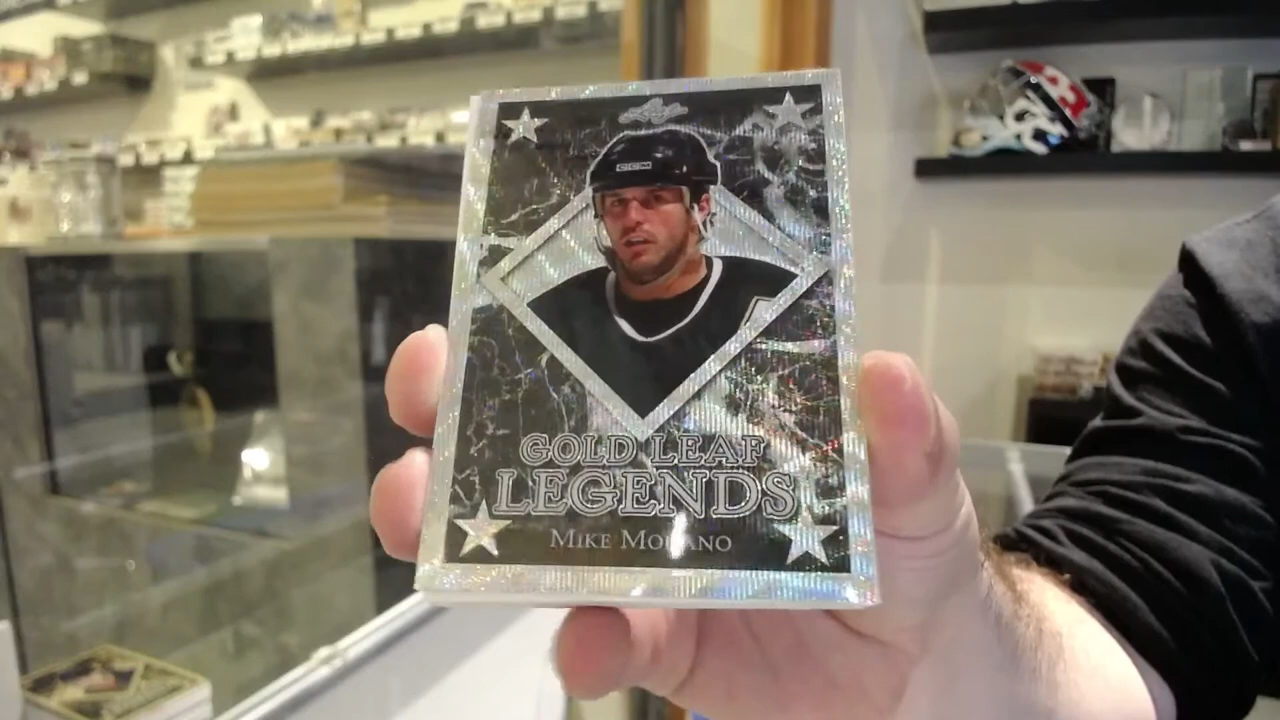 Leaf
CCM
GOLD LEAF
LEGENDS
MIKE MODANO